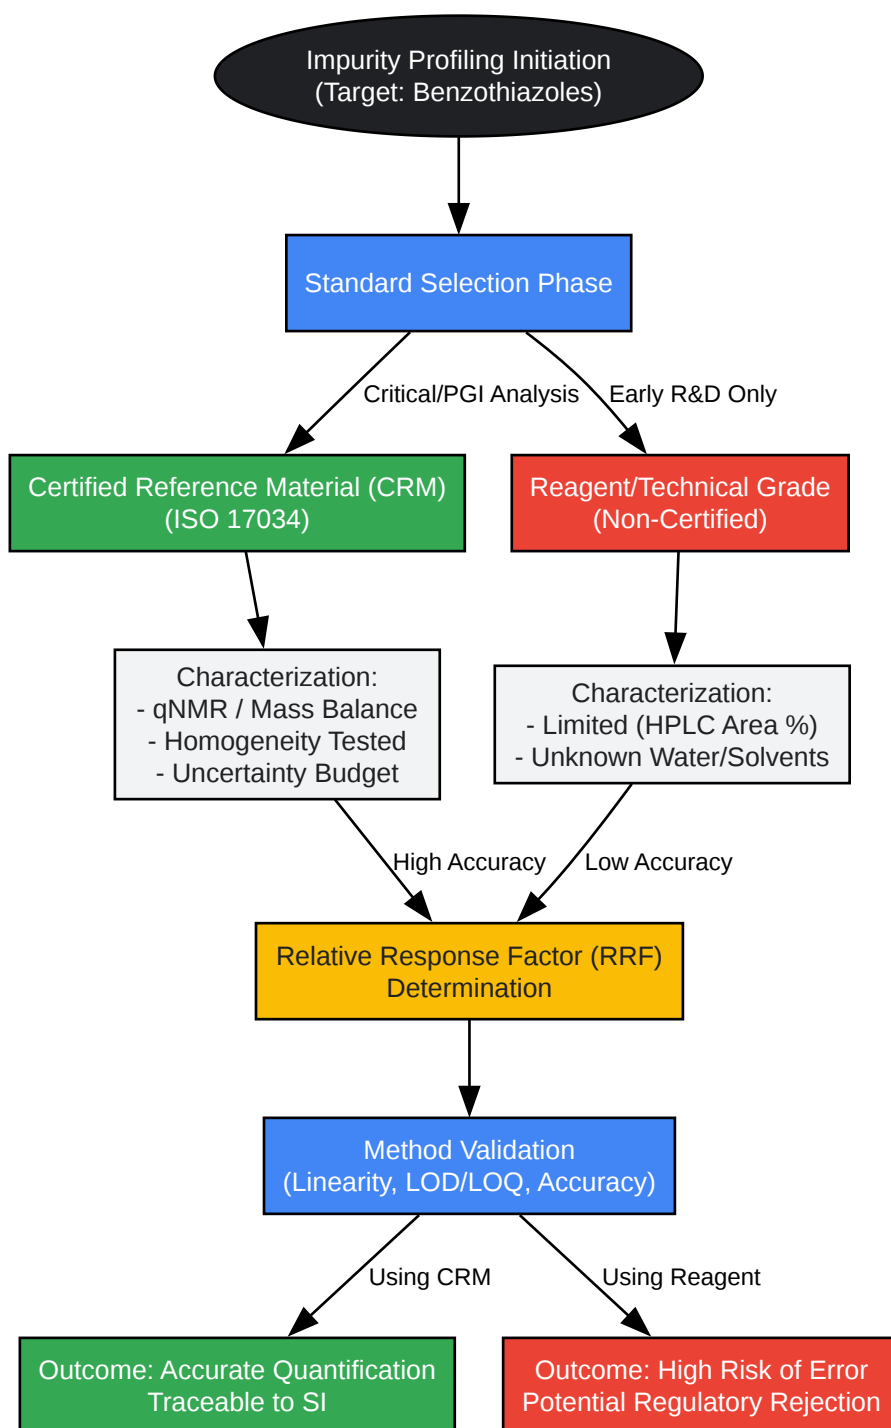 Impurity Profiling Initiation
(Target: Benzothiazoles)
Standard Selection Phase
Critical/PGI Analysis
Early R&D Only
Certified Reference Material (CRM)
(ISO 17034)
Reagent/Technical Grade
(Non-Certified)
Characterization:
- qNMR / Mass Balance
- Homogeneity Tested
- Uncertainty Budget
Characterization:
- Limited (HPLC Area %)
- Unknown Water/Solvents
High Accuracy
Low Accuracy
Relative Response Factor (RRF)
Determination
Method Validation
(Linearity, LOD/LOQ, Accuracy)
Using CRM
Using Reagent
Outcome: Accurate Quantification
Traceable to SI
Outcome: High Risk of Error
Potential Regulatory Rejection